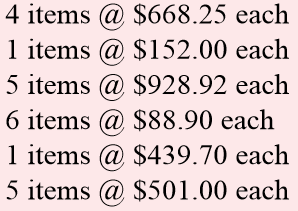 4 items @ $668.25 each
1 items @ $152.00 each
5 items @ $928.92 each
6 items @ $88.90 each
1 items @ $439.70 each
5 items @ $501.00 each